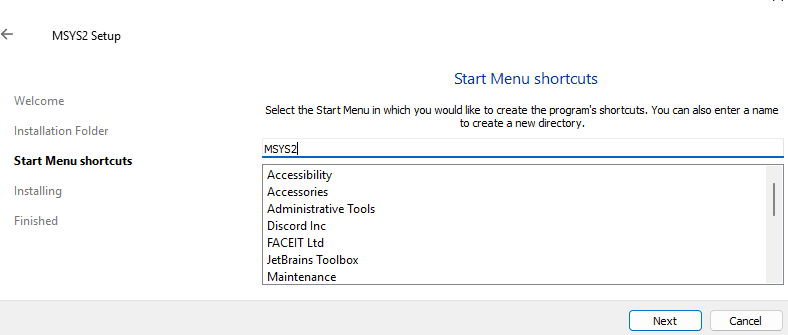 MSYS2 Setup
Start Menu shortcuts
Welcome
Installation Folder
Start Menu shortcuts
Installing
Finished
Select the Start Menu in which you would like to create the program's shortcuts. You can also enter a name
to create a new directory.
MSYS2
Accessibility
Accessories
Administrative Tools
Discord Inc
FACEIT Ltd
JetBrains Toolbox
Maintenance
Next
Cancel